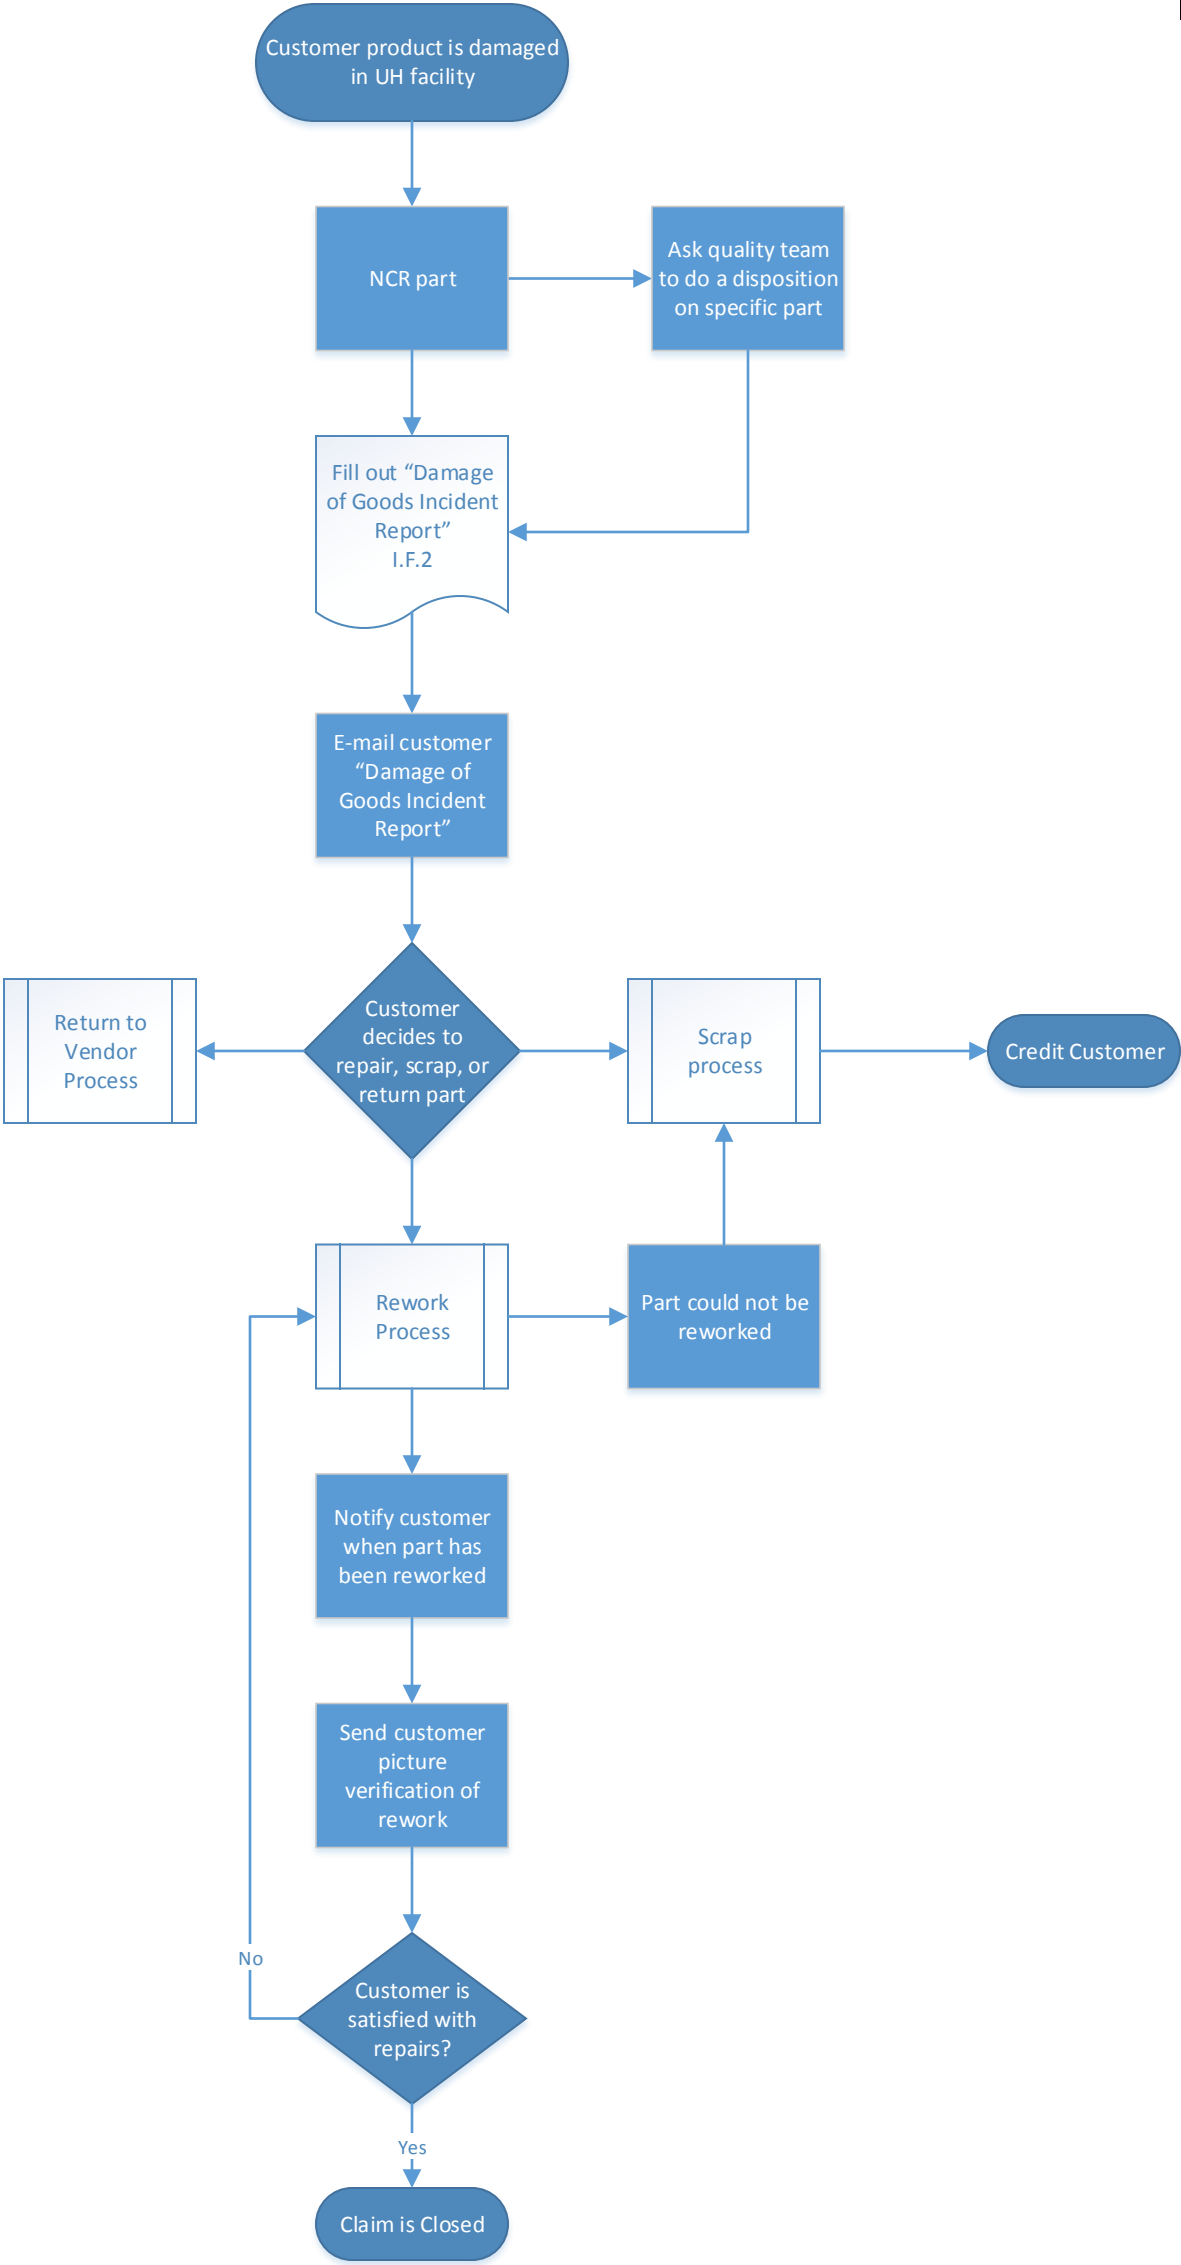 Customer product is damaged
in UH facility
NCR part
Ask quality team
to do a disposition
on specific part
Fill out “Damage
of Goods Incident
Report”
I.F.2
E-mail customer
“Damage of
Goods Incident
Report”
Customer
decides to
repair, scrap, or
return part
Return to
Vendor
Process
Scrap
process
Credit Customer
Rework
Process
Part could not be
reworked
Notify customer
when part has
been reworked
Send customer
picture
verification of
rework
No
Customer is
satisfied with
repairs?
Yes
Claim is Closed